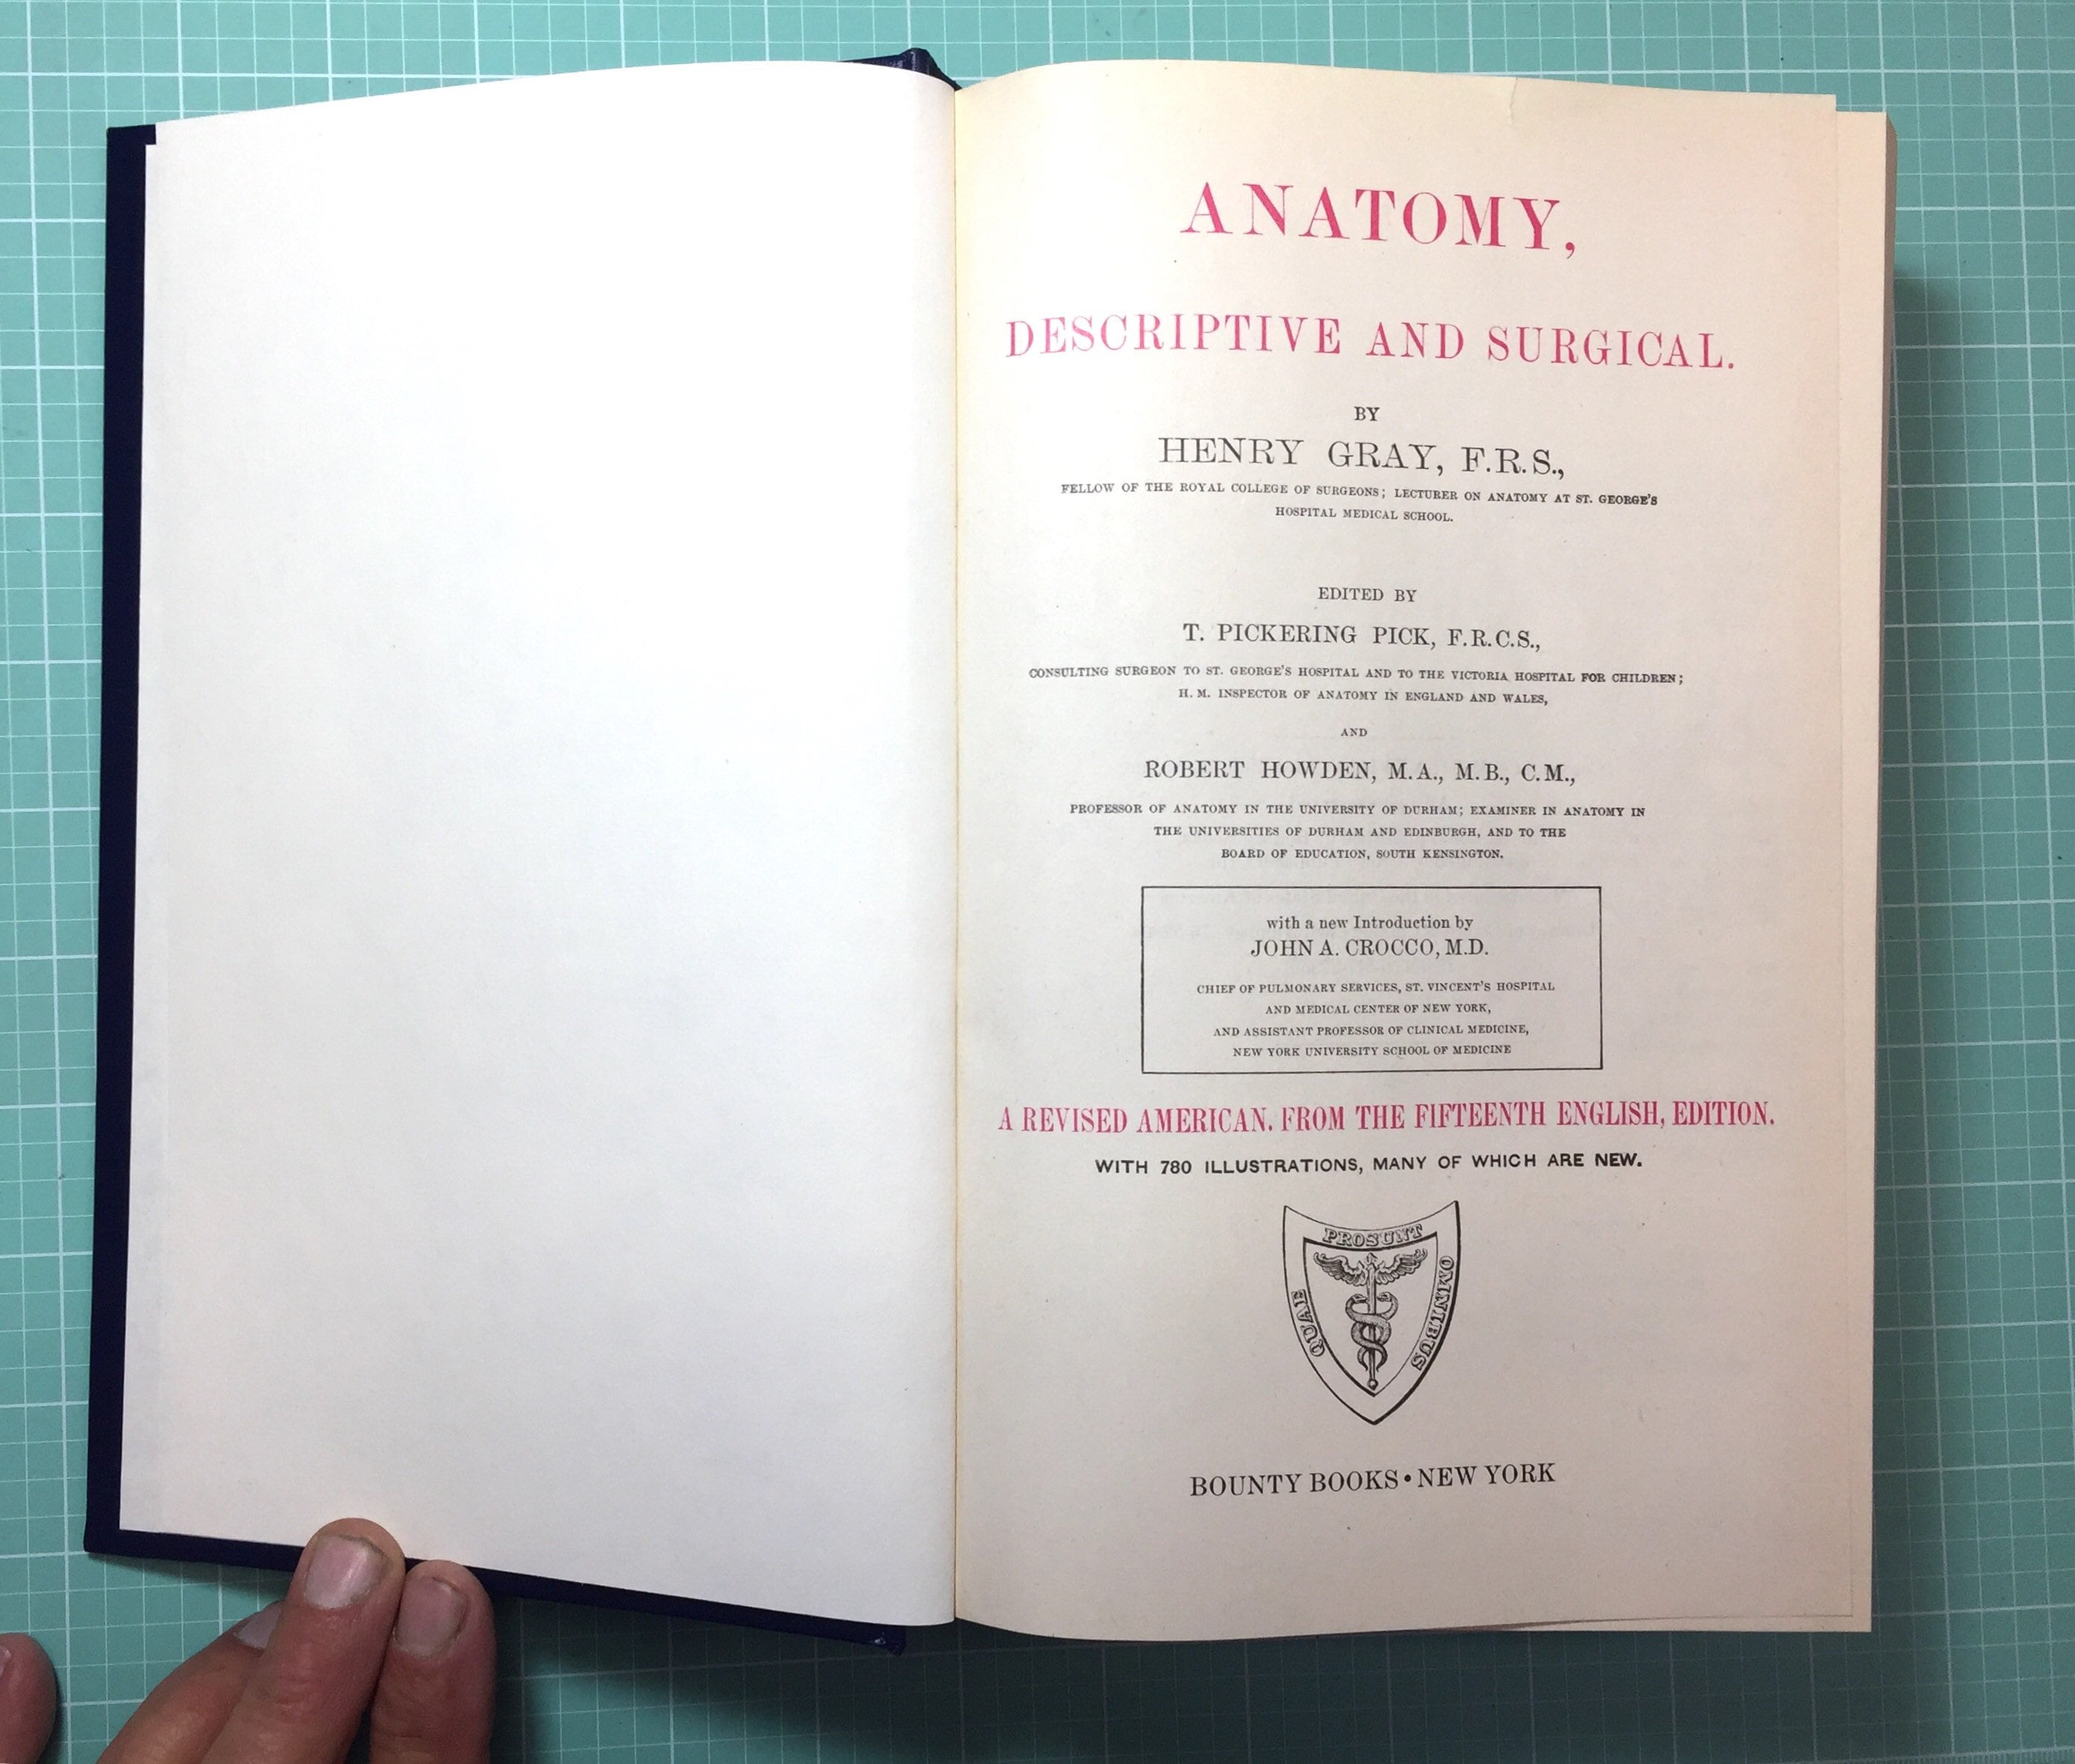 ANATOMY,
DESCRIPTIVE AND SURGICAL.
BY
HENRY GRAY, F.R.S.,
FELLOW OF THE ROYAL COLLEGE OF SURGEONS; LECTURER ON ANATOMY AT ST. GEORGE'S
HOSPITAL MEDICAL SCHOOL.
EDITED BY
T. PICKERING PICK, F.R.C.S.,
CONSULTING SURGEON TO ST. GEORGE'S HOSPITAL AND TO THE VICTORIA HOSPITAL FOR CHILDREN;
H. M. INSPECTOR OF ANATOMY IN ENGLAND AND WALES,
AND
ROBERT HOWDEN, M.A., M.B., C.M.,
PROFESSOR OF ANATOMY IN THE UNIVERSITY OF DURHAM; EXAMINER IN ANATOMY IN
THE UNIVERSITIES OF DURHAM AND EDINBURGH, AND TO THE
BOARD OF EDUCATION, SOUTH KENSINGTON.
with a new Introduction by
JOHN A. CROCCO, M.D.
CHIEF OF PULMONARY SERVICES, ST. VINCENT'S HOSPITAL
AND MEDICAL CENTER OF NEW YORK,
AND ASSISTANT PROFESSOR OF CLINICAL MEDICINE,
NEW YORK UNIVERSITY SCHOOL OF MEDICINE
A REVISED AMERICAN, FROM THE FIFTEENTH ENGLISH, EDITION.
WITH 780 ILLUSTRATIONS, MANY OF WHICH ARE NEW.
QUAE
PROSUNT
OMNIBUS
BOUNTY BOOKS • NEW YORK